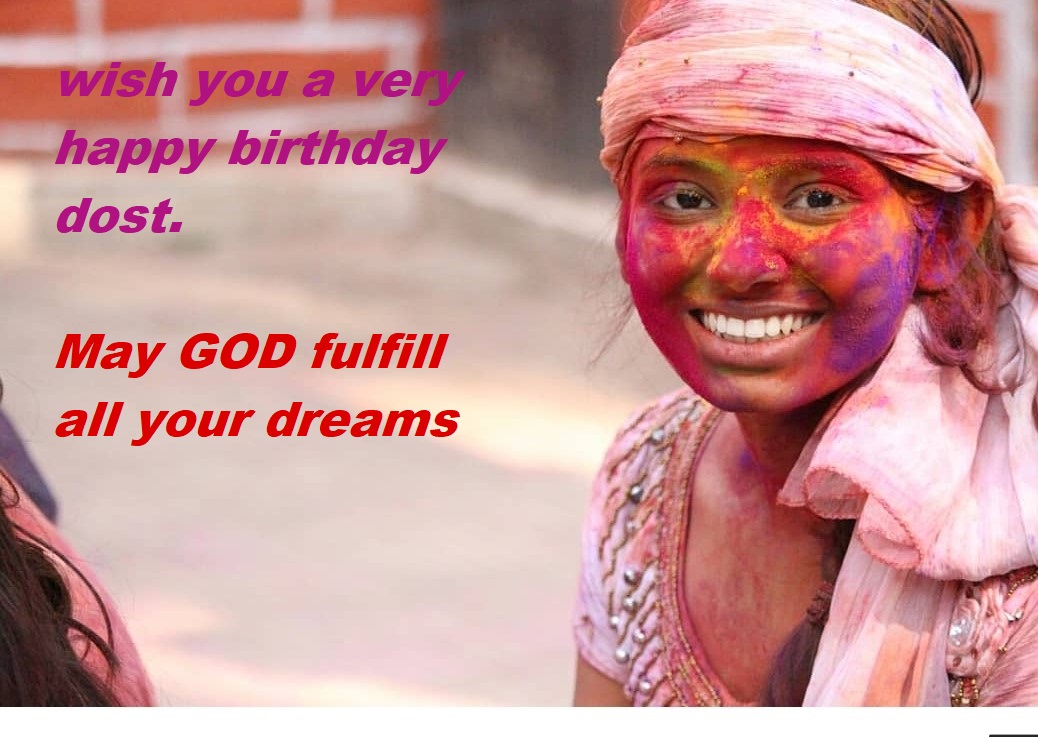 wish you a very
happy birthday
dost.
May GOD fulfill
all your dreams